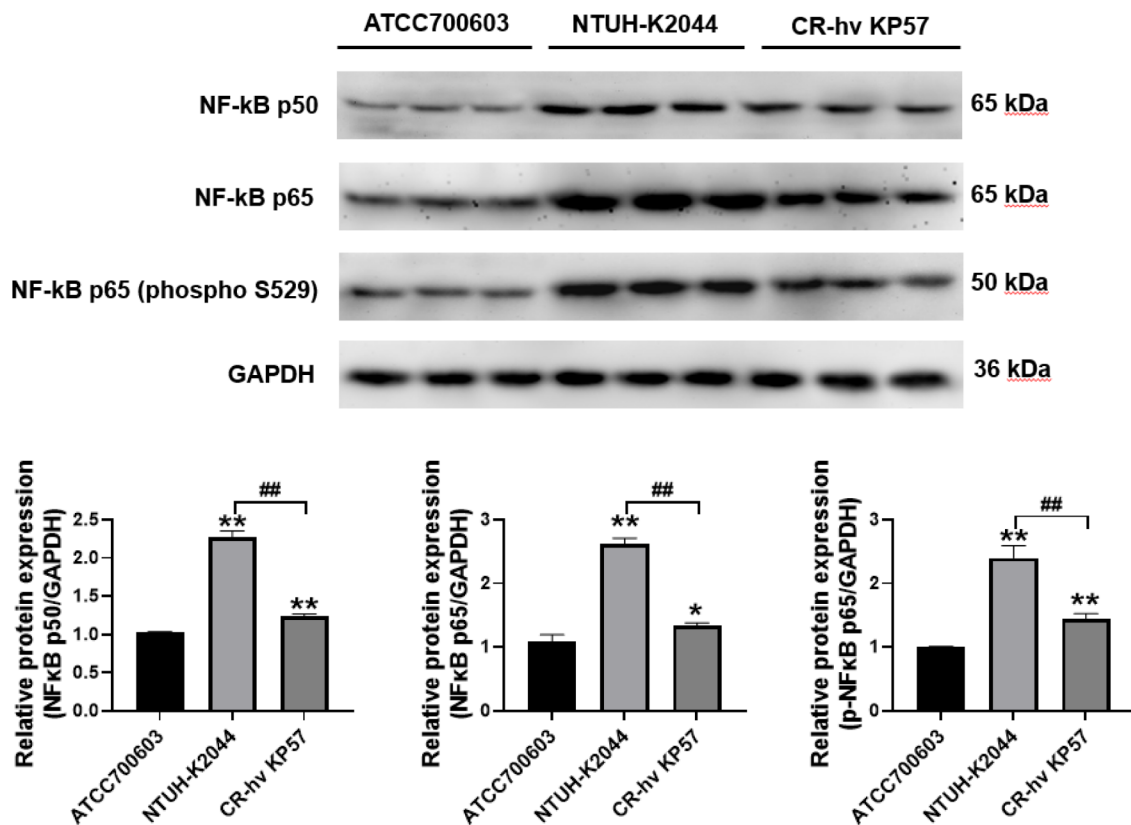 ATCC700603 NTUH-K2044 CR-hv KP57
NF-kB p50 65 kDa
NF-kB p65 65 kDa
NF-kB p65 (phospho S529) 50 kDa
GAPDH 36 kDa
Relative protein expression
(NFκB p50/GAPDH)
2.5
2.0
1.5
1.0
0.5
0.0
##
**
**
ATCC700603
NTUH-K2044
CR-hv KP57
Relative protein expression
(NFκB p65/GAPDH)
3
2
1
0
##
**
*
ATCC700603
NTUH-K2044
CR-hv KP57
Relative protein expression
(p-NFκB p65/GAPDH)
3
2
1
0
##
**
**
ATCC700603
NTUH-K2044
CR-hv KP57